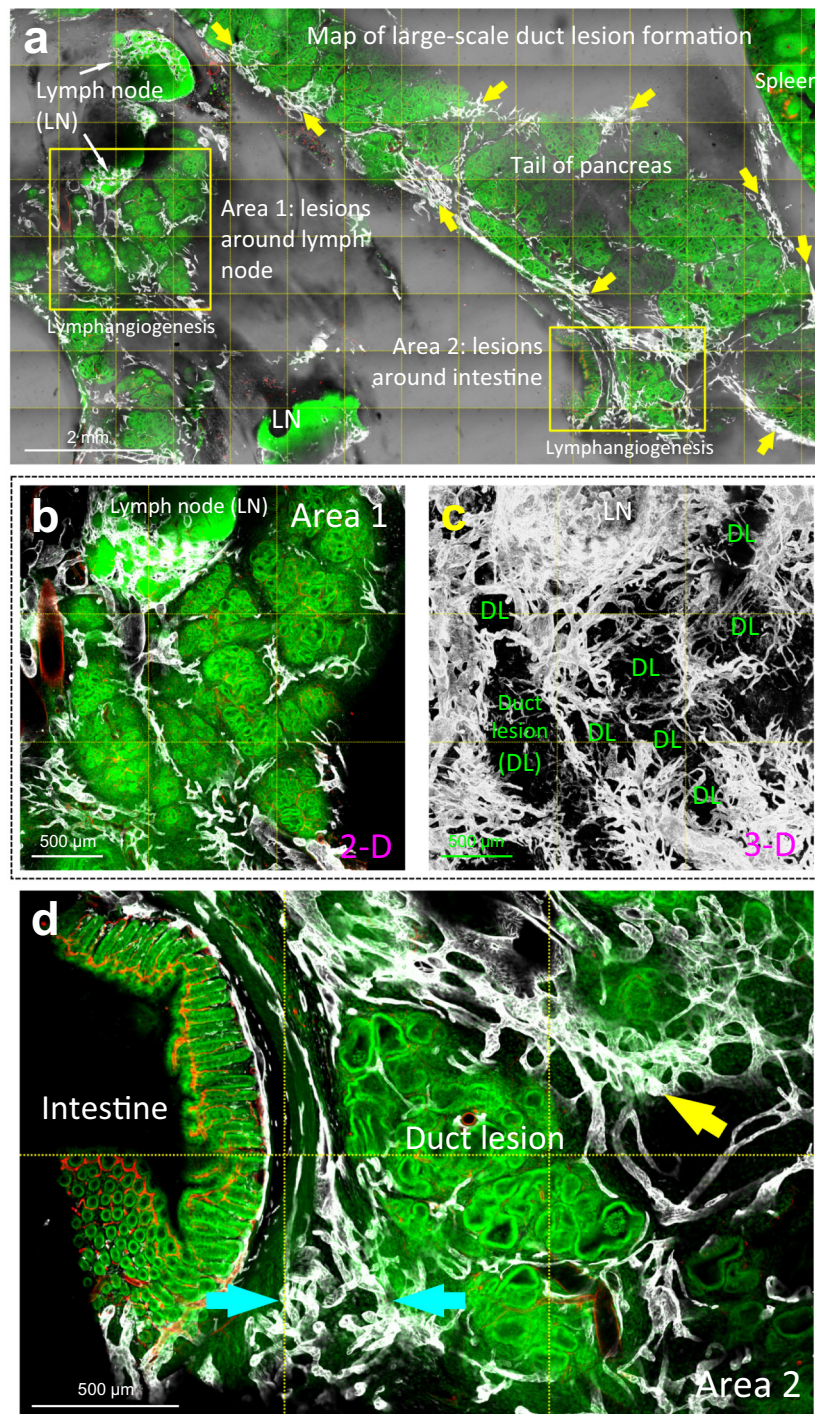 a
Map of large-scale duct lesion formation
Spleen
Lymph node
(LN)
Tail of pancreas
Area 1: lesions
around lymph
node
Lymphangiogenesis
Area 2: lesions
around intestine
LN
2 mm
Lymphangiogenesis
b
Lymph node (LN)
Area 1
500 µm
2-D
c
LN
DL
DL
DL
DL
Duct
lesion
(DL)
DL
DL
DL
500 µm
3-D
d
Intestine
Duct lesion
500 µm
Area 2